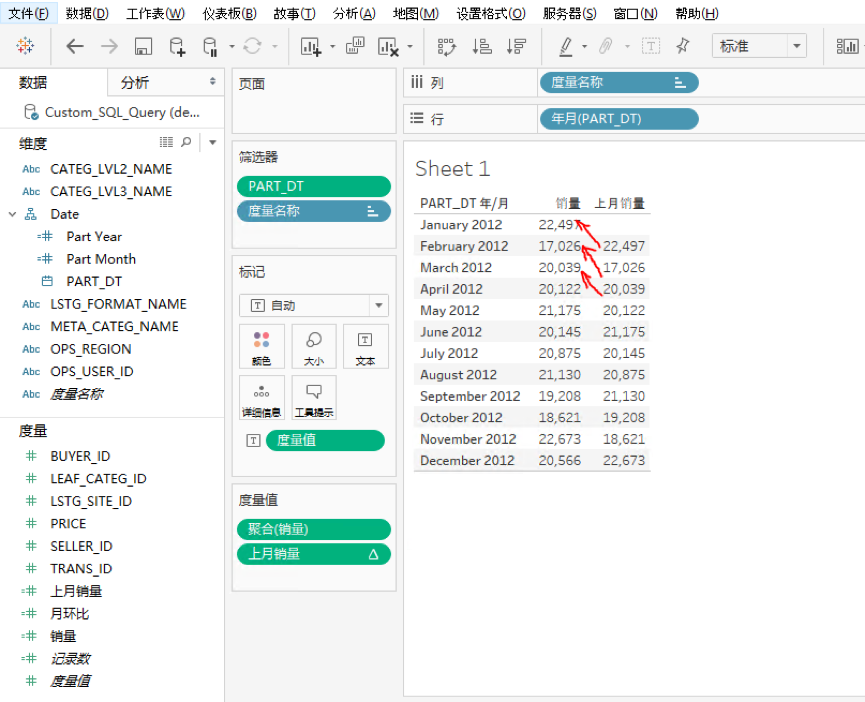 文件(F) 数据(D) 工作表(W) 仪表板(B) 故事(T) 分析(A) 地图(M) 设置格式(O) 服务器(S) 窗口(N) 帮助(H)
标准
数据 分析
Custom_SQL_Query (de...
维度
Abc CATEG_LVL2_NAME
Abc CATEG_LVL3_NAME
Date
Part Year
Part Month
PART_DT
Abc LSTG_FORMAT_NAME
Abc META_CATEG_NAME
Abc OPS_REGION
Abc OPS_USER_ID
Abc 度量名称
度量
BUYER_ID
LEAF_CATEG_ID
LSTG_SITE_ID
PRICE
SELLER_ID
TRANS_ID
上月销量
月环比
销量
记录数
度量值
页面
筛选器
PART_DT
度量名称
标记
自动
颜色 大小 文本
详细信息 工具提示
度量值
度量值
聚合(销量)
上月销量
列 度量名称
行 年月(PART_DT)
Sheet 1
PART_DT 年/月 销量 上月销量
January 2012 22,497
February 2012 17,026 22,497
March 2012 20,039 17,026
April 2012 20,122 20,039
May 2012 21,175 20,122
June 2012 20,145 21,175
July 2012 20,875 20,145
August 2012 21,130 20,875
September 2012 19,208 21,130
October 2012 18,621 19,208
November 2012 22,673 18,621
December 2012 20,566 22,673